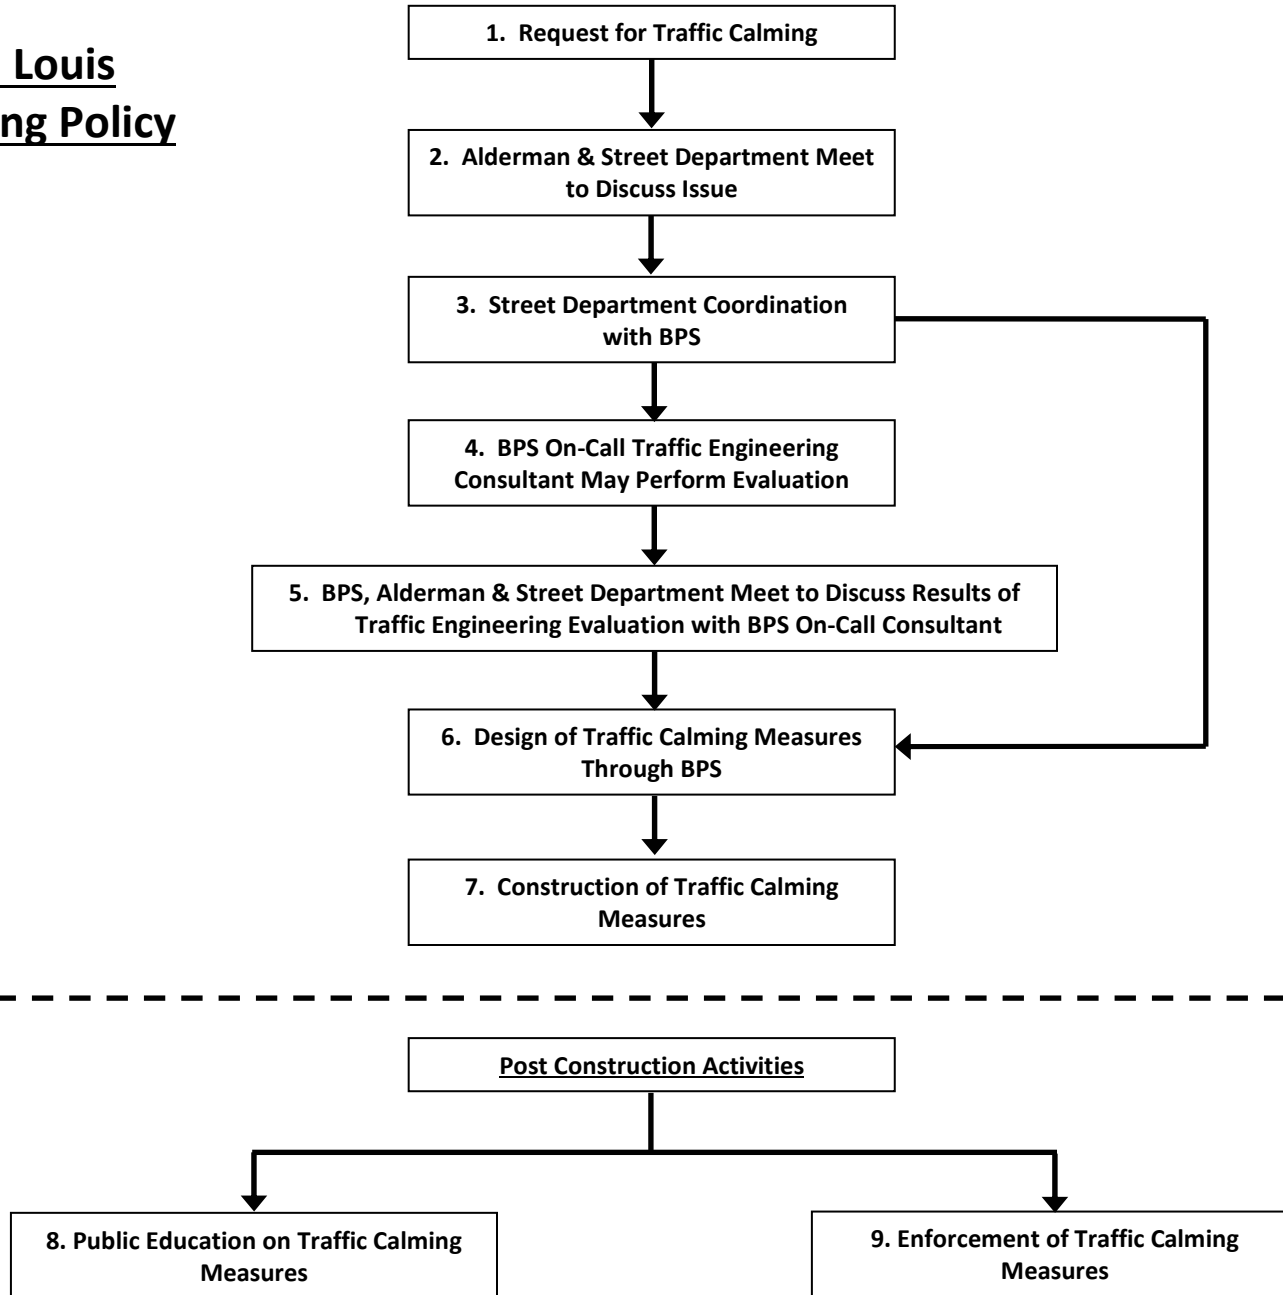 1. Request for Traffic Calming
Louis
ng Policy
2. Alderman & Street Department Meet
to Discuss Issue
3. Street Department Coordination
with BPS
4. BPS On-Call Traffic Engineering
Consultant May Perform Evaluation
5. BPS, Alderman & Street Department Meet to Discuss Results of
Traffic Engineering Evaluation with BPS On-Call Consultant
6. Design of Traffic Calming Measures
Through BPS
7. Construction of Traffic Calming
Measures
Post Construction Activities
8. Public Education on Traffic Calming
Measures
9. Enforcement of Traffic Calming
Measures